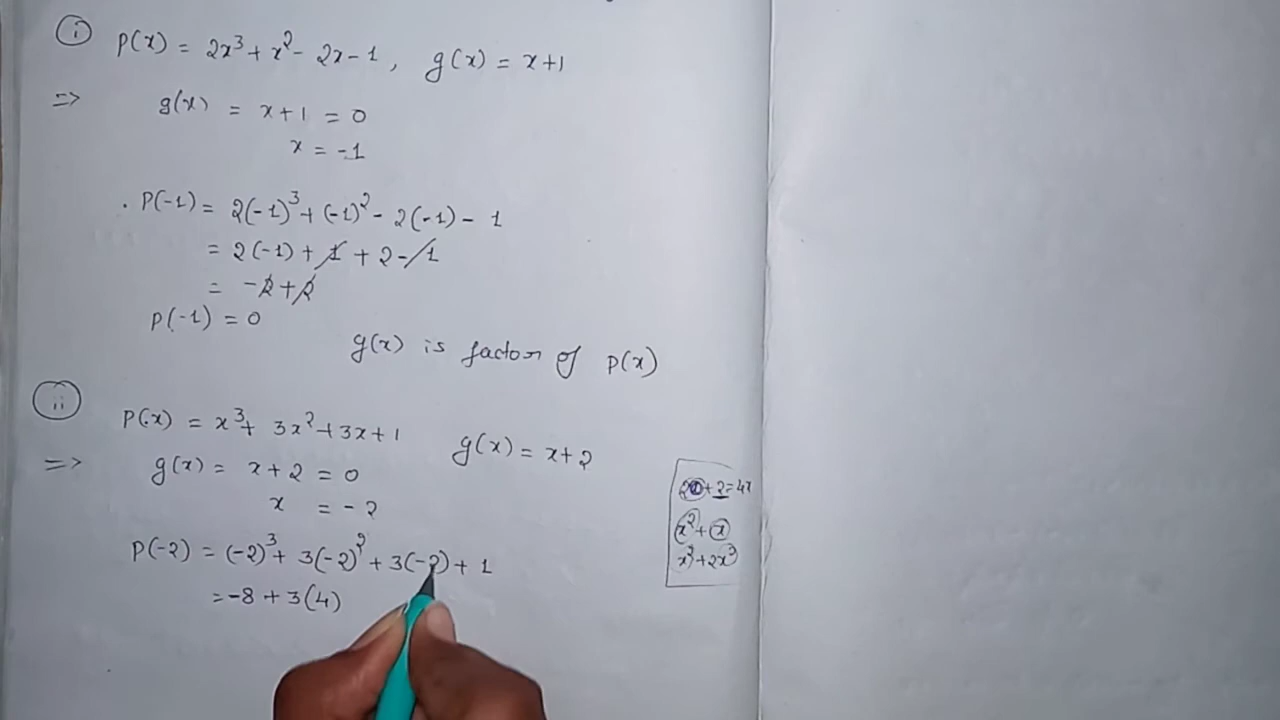 (i) P(x) = 2x³ + x² - 2x - 1 , g(x) = x+1
=> g(x) = x + 1 = 0
x = -1
. P(-1) = 2(-1)³ + (-1)² - 2(-1) - 1
= 2(-1) + 1 + 2 - 1
= -2 + 2
P(-1) = 0
g(x) is factor of P(x)
(ii) P(x) = x³ + 3x² + 3x + 1 g(x) = x+2
=> g(x) = x + 2 = 0
x = -2
P(-2) = (-2)³ + 3(-2)² + 3(-2) + 1
= -8 + 3(4)
=4x
x² + x
+2x³